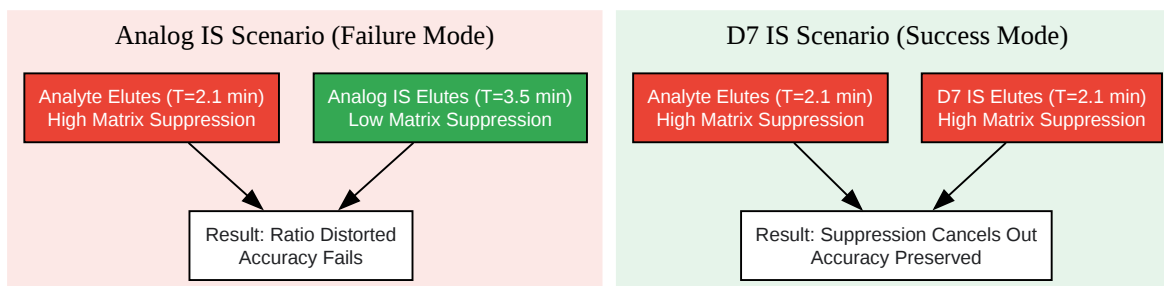 Analog IS Scenario (Failure Mode)
Analyte Elutes (T=2.1 min)
High Matrix Suppression
Analog IS Elutes (T=3.5 min)
Low Matrix Suppression
Result: Ratio Distorted
Accuracy Fails
D7 IS Scenario (Success Mode)
Analyte Elutes (T=2.1 min)
High Matrix Suppression
D7 IS Elutes (T=2.1 min)
High Matrix Suppression
Result: Suppression Cancels Out
Accuracy Preserved